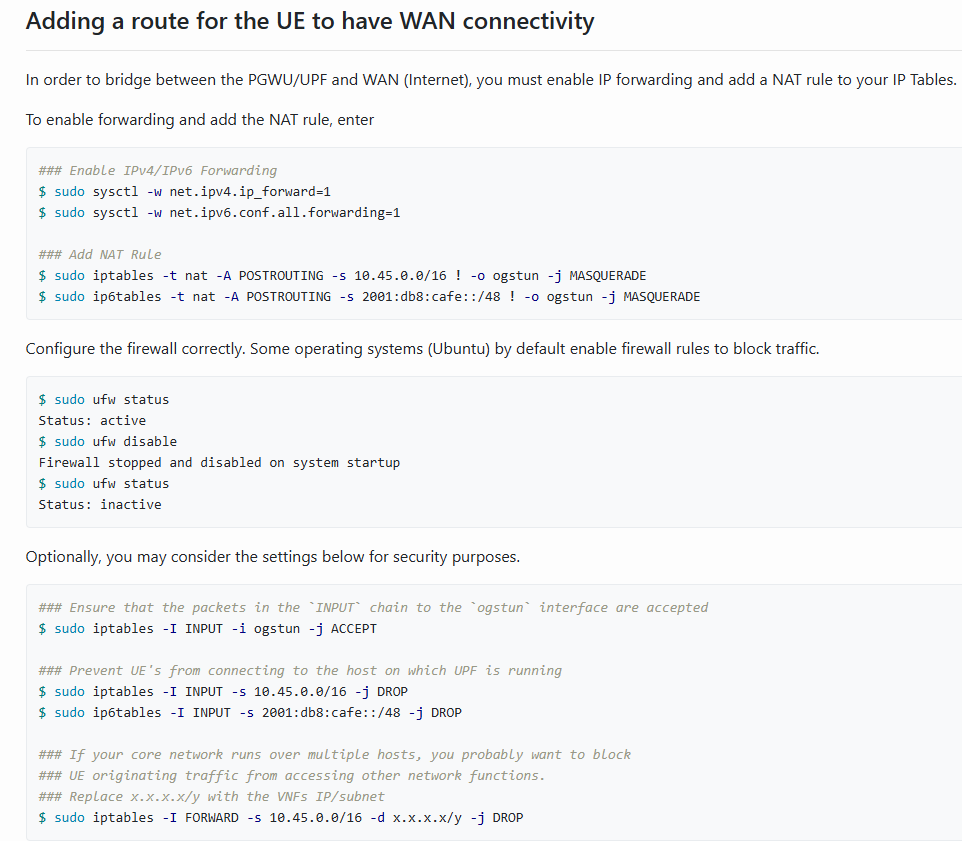 Adding a route for the UE to have WAN connectivity
In order to bridge between the PGWU/UPF and WAN (Internet), you must enable IP forwarding and add a NAT rule to your IP Tables.
To enable forwarding and add the NAT rule, enter
### Enable IPv4/IPv6 Forwarding
$ sudo sysctl -w net.ipv4.ip_forward=1
$ sudo sysctl -w net.ipv6.conf.all.forwarding=1
### Add NAT Rule
$ sudo iptables -t nat -A POSTROUTING -s 10.45.0.0/16 ! -o ogstun -j MASQUERADE
$ sudo ip6tables -t nat -A POSTROUTING -s 2001:db8:cafe::/48 ! -o ogstun -j MASQUERADE
Configure the firewall correctly. Some operating systems (Ubuntu) by default enable firewall rules to block traffic.
$ sudo ufw status
Status: active
$ sudo ufw disable
Firewall stopped and disabled on system startup
$ sudo ufw status
Status: inactive
Optionally, you may consider the settings below for security purposes.
### Ensure that the packets in the `INPUT` chain to the `ogstun` interface are accepted
$ sudo iptables -I INPUT -i ogstun -j ACCEPT
### Prevent UE's from connecting to the host on which UPF is running
$ sudo iptables -I INPUT -s 10.45.0.0/16 -j DROP
$ sudo ip6tables -I INPUT -s 2001:db8:cafe::/48 -j DROP
### If your core network runs over multiple hosts, you probably want to block
### UE originating traffic from accessing other network functions.
### Replace x.x.x.x/y with the VNFs IP/subnet
$ sudo iptables -I FORWARD -s 10.45.0.0/16 -d x.x.x.x/y -j DROP